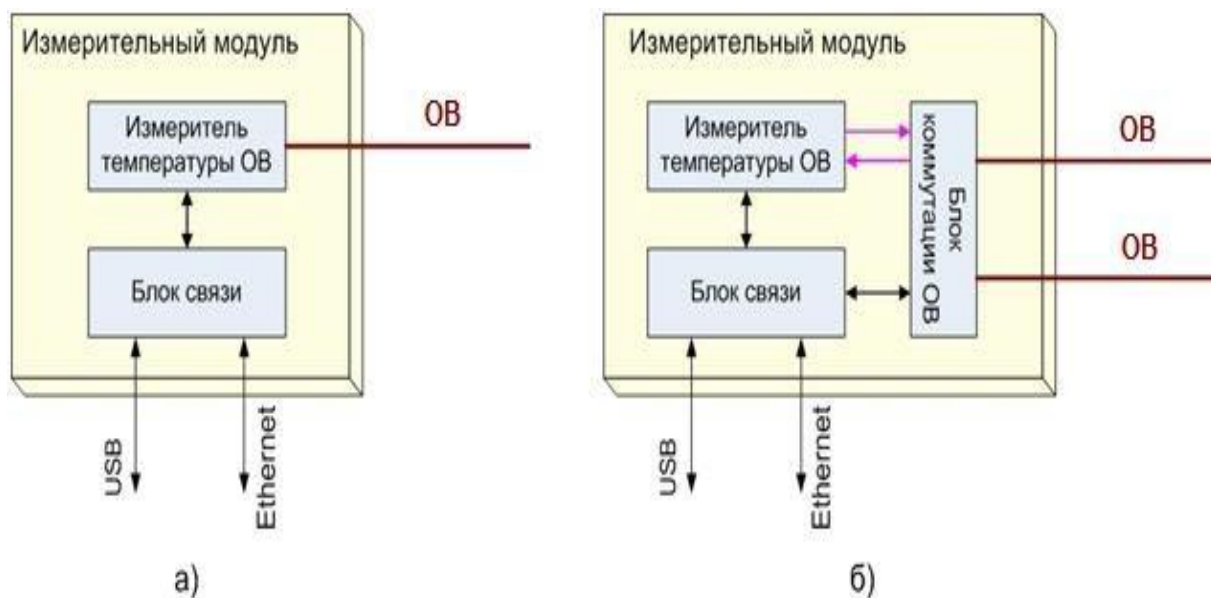 Измерительный модуль
Измеритель
температуры ОВ
ОВ
Блок связи
USB
Ethernet
а)
Измерительный модуль
Измеритель
температуры ОВ
Блок
коммутации ОВ
ОВ
ОВ
Блок связи
USB
Ethernet
б)